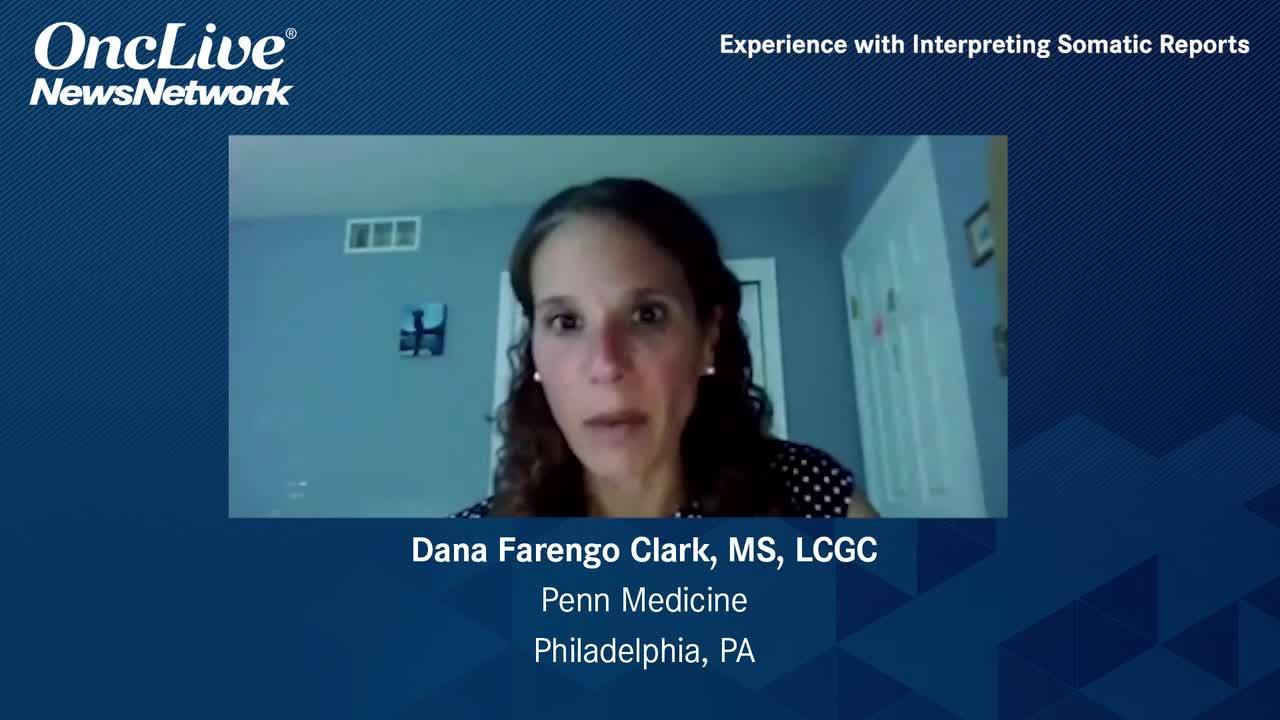 OncLive®
NewsNetwork
Experience with Interpreting Somatic Reports
Dana Farengo Clark, MS, LCGC
Penn Medicine
Philadelphia, PA